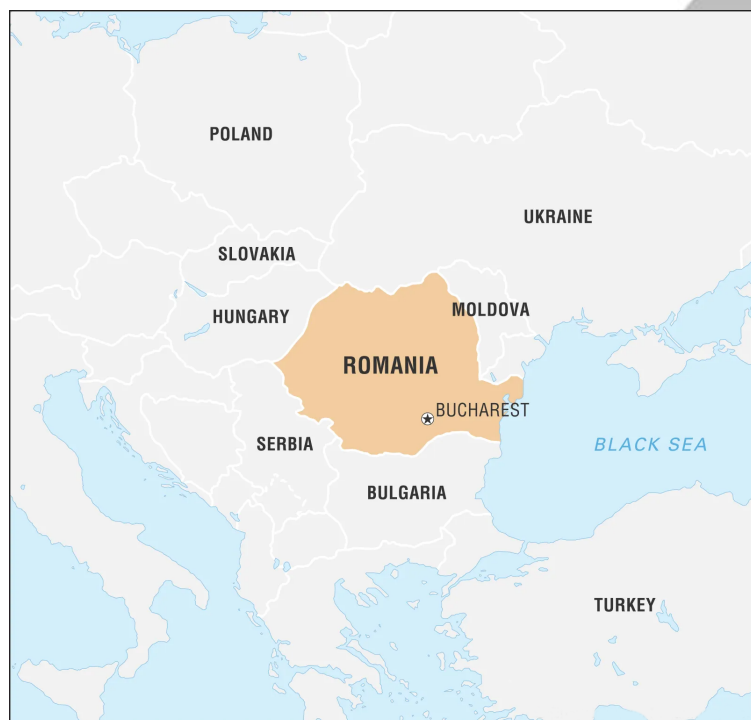 POLAND
UKRAINE
SLOVAKIA
HUNGARY
MOLDOVA
ROMANIA
BUCHAREST
SERBIA
BLACK SEA
BULGARIA
TURKEY